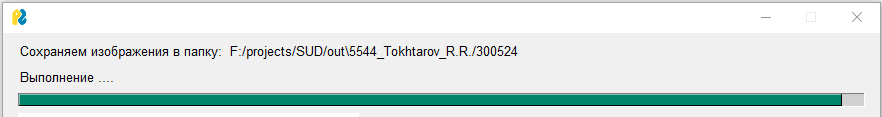 Сохраняем изображения в папку: F:/projects/SUD/out\5544_Tokhtarov_R.R./300524
Выполнение ....